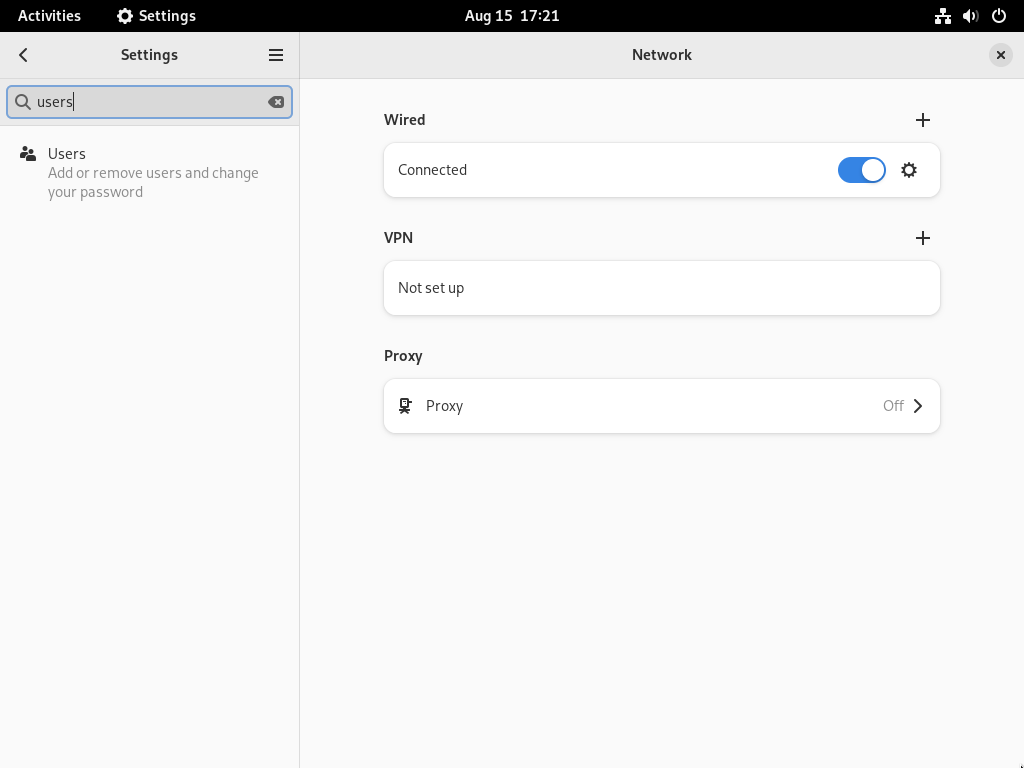 Activities
Settings
Aug 15 17:21
Settings
Network
users
Users
Add or remove users and change
your password
Wired
Connected
VPN
Not set up
Proxy
Proxy
Off